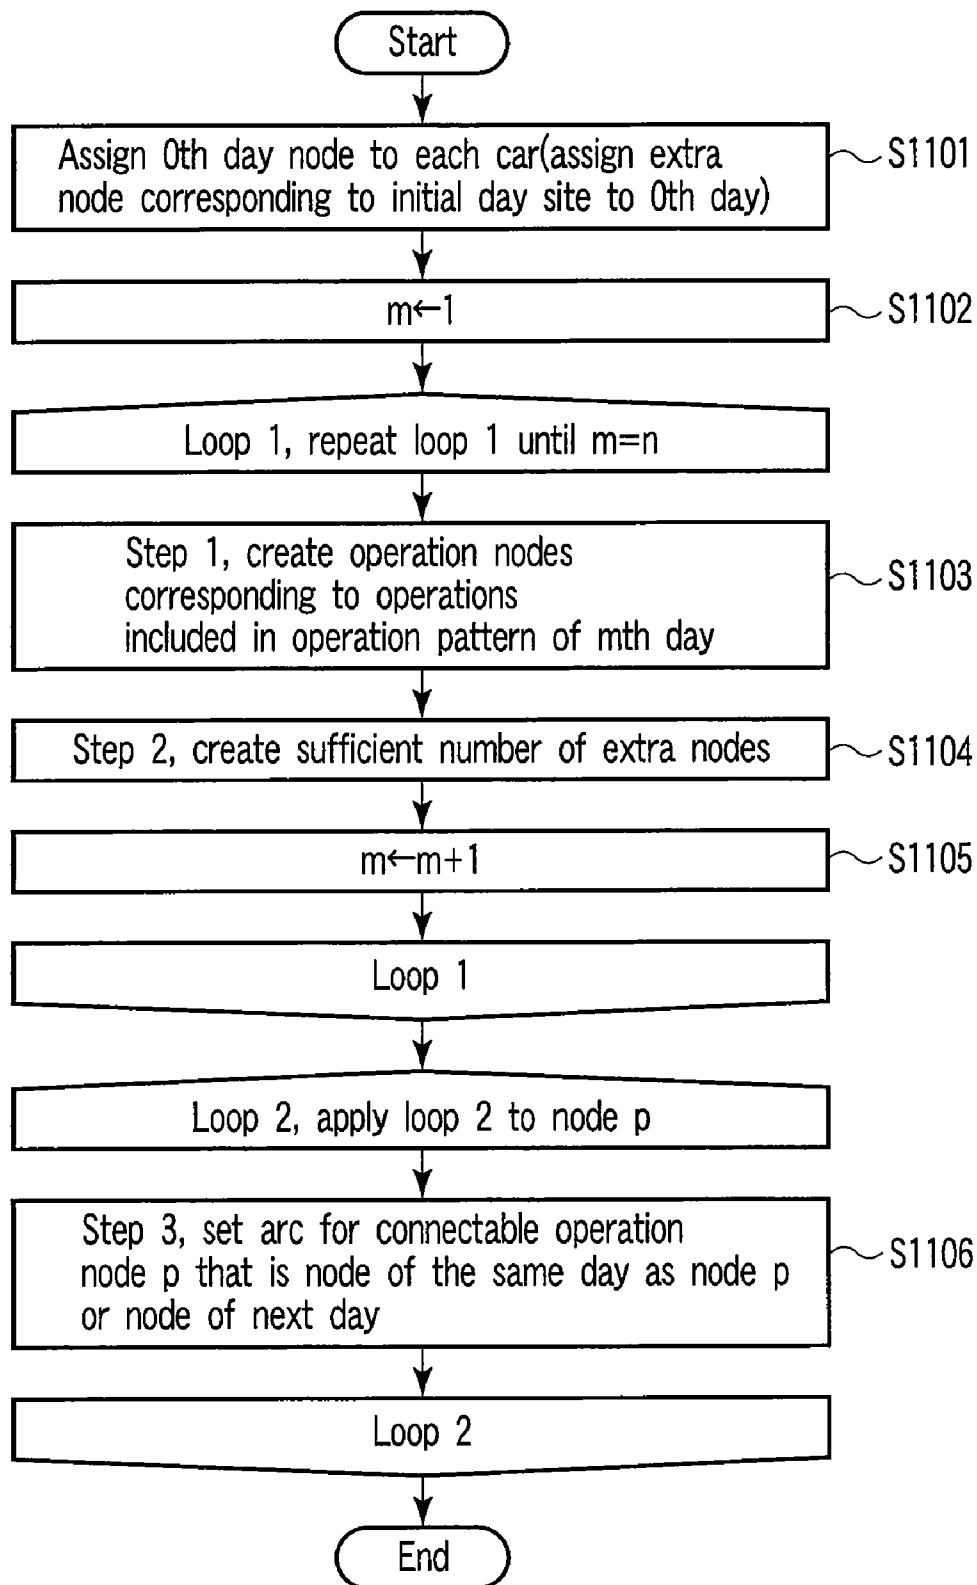 Start
Assign 0th day node to each car(assign extra
node corresponding to initial day site to 0th day)
S1101
m←1
S1102
Loop 1, repeat loop 1 until m=n
Step 1, create operation nodes
corresponding to operations
included in operation pattern of mth day
S1103
Step 2, create sufficient number of extra nodes
S1104
m←m+1
S1105
Loop 1
Loop 2, apply loop 2 to node p
Step 3, set arc for connectable operation
node p that is node of the same day as node p
or node of next day
S1106
Loop 2
End